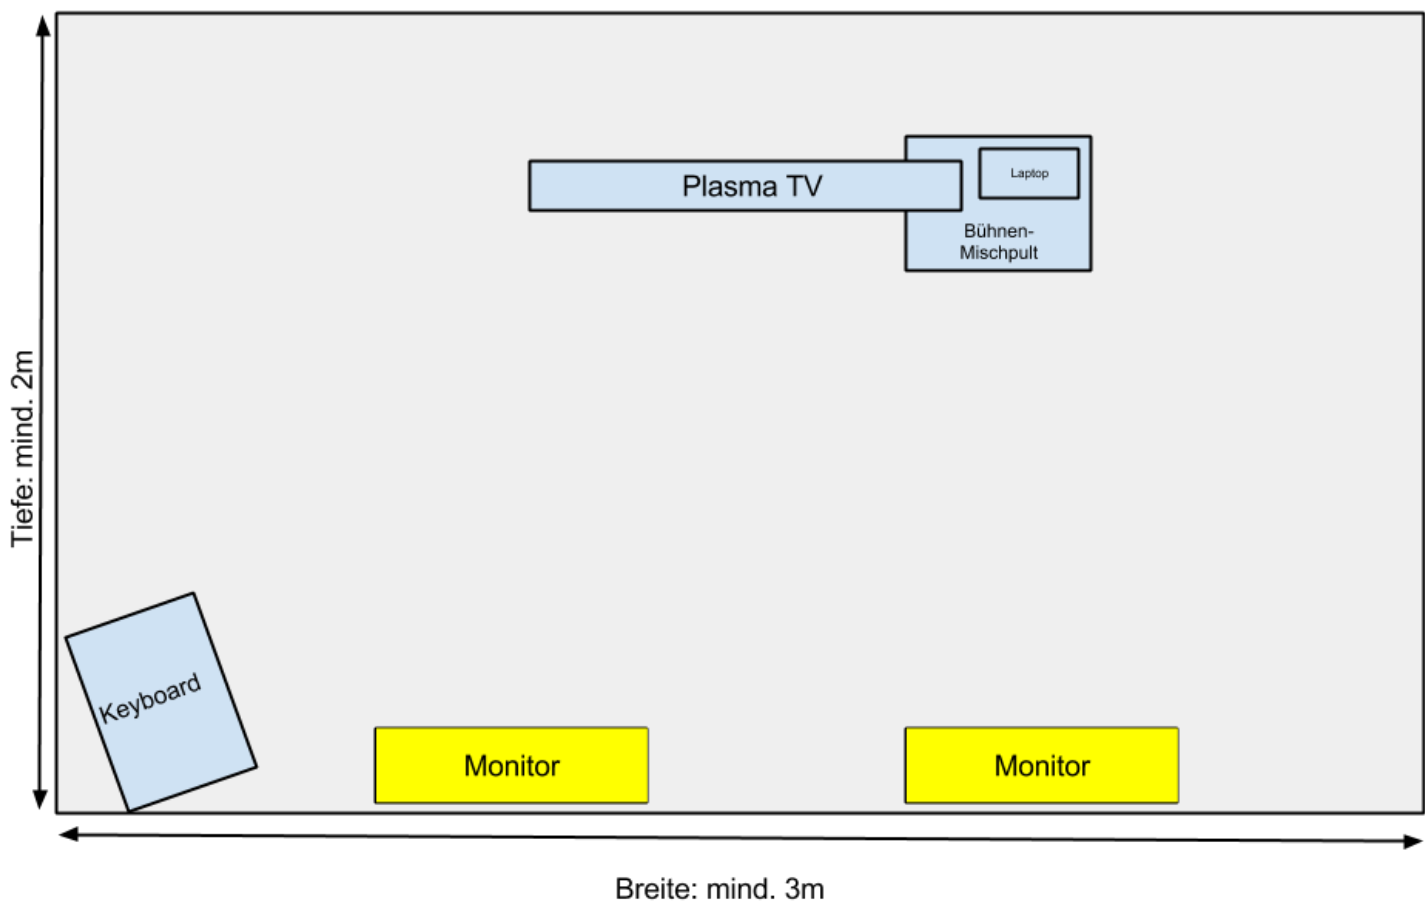 Plasma TV
Laptop
Bühnen-
Mischpult
Tiefe: mind. 2m
Keyboard
Monitor
Monitor
Breite: mind. 3m